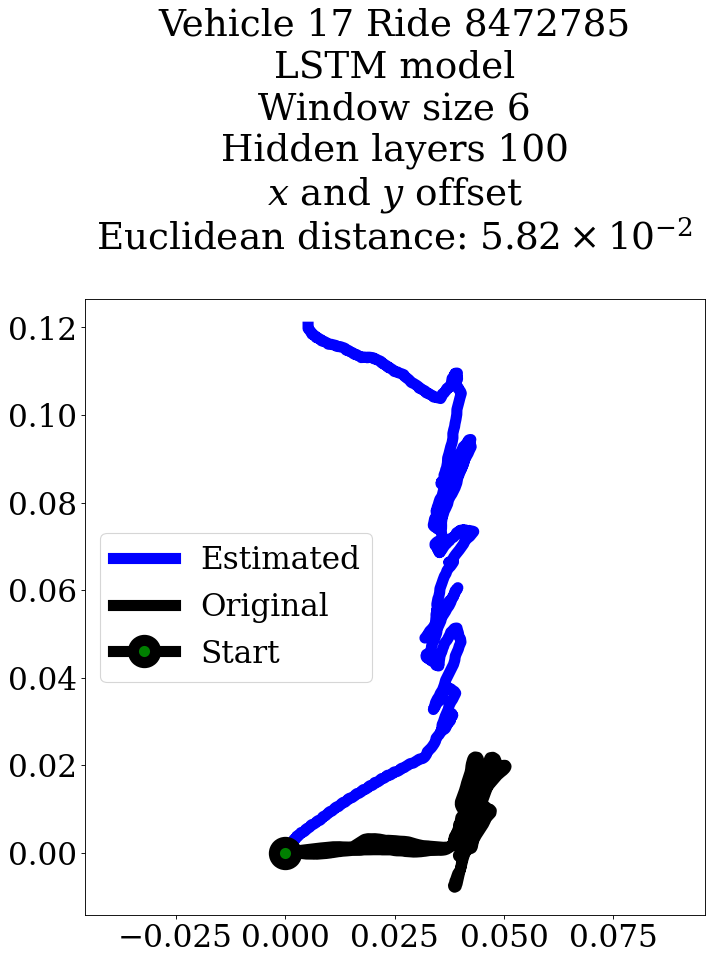 Vehicle 17 Ride 8472785
LSTM model
Window size 6
Hidden layers 100
x and y offset
Euclidean distance: 5.82 × 10⁻²
0.12
0.10
0.08
0.06
0.04
0.02
0.00
Estimated
Original
Start
−0.025 0.000 0.025 0.050 0.075